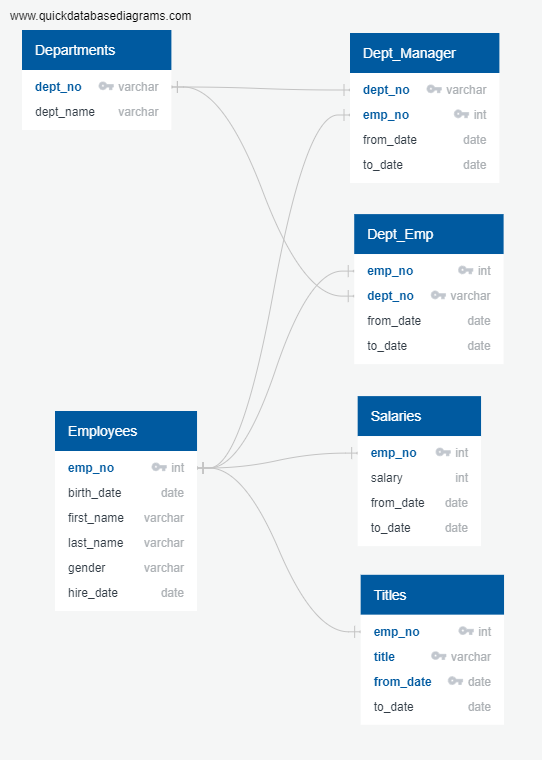 www.quickdatabasediagrams.com
Departments
dept_no varchar
dept_name varchar
Dept_Manager
dept_no varchar
emp_no int
from_date date
to_date date
Dept_Emp
emp_no int
dept_no varchar
from_date date
to_date date
Employees
emp_no int
birth_date date
first_name varchar
last_name varchar
gender varchar
hire_date date
Salaries
emp_no int
salary int
from_date date
to_date date
Titles
emp_no int
title varchar
from_date date
to_date date